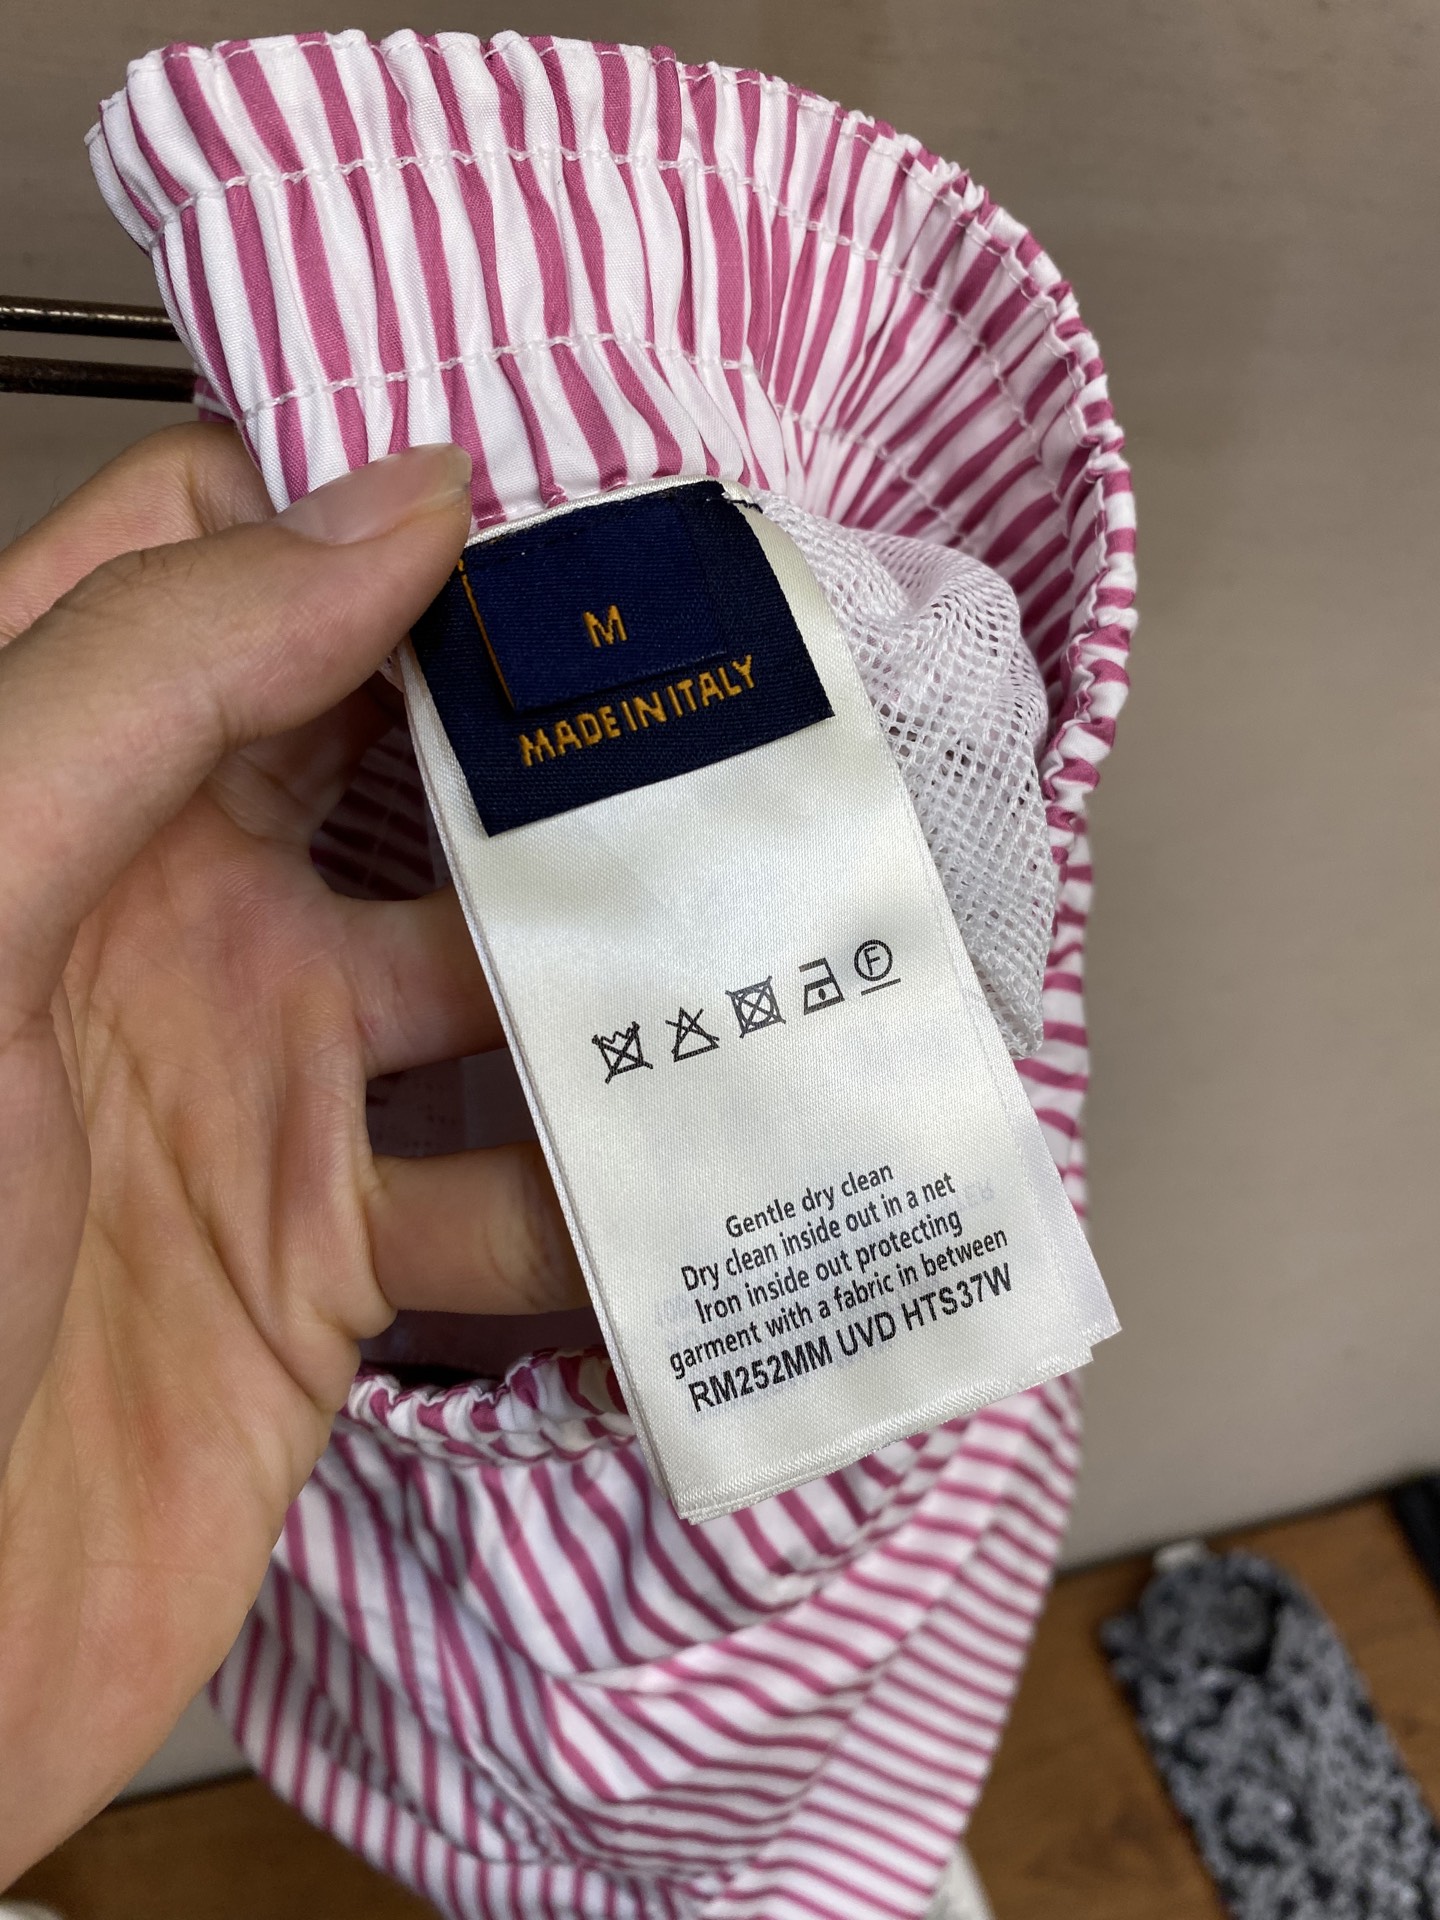 M
MADE IN ITALY
F
Gentle dry clean
Dry clean inside out in a net
Iron inside out protecting
garment with a fabric in between
RM252MM UVD HTS37W